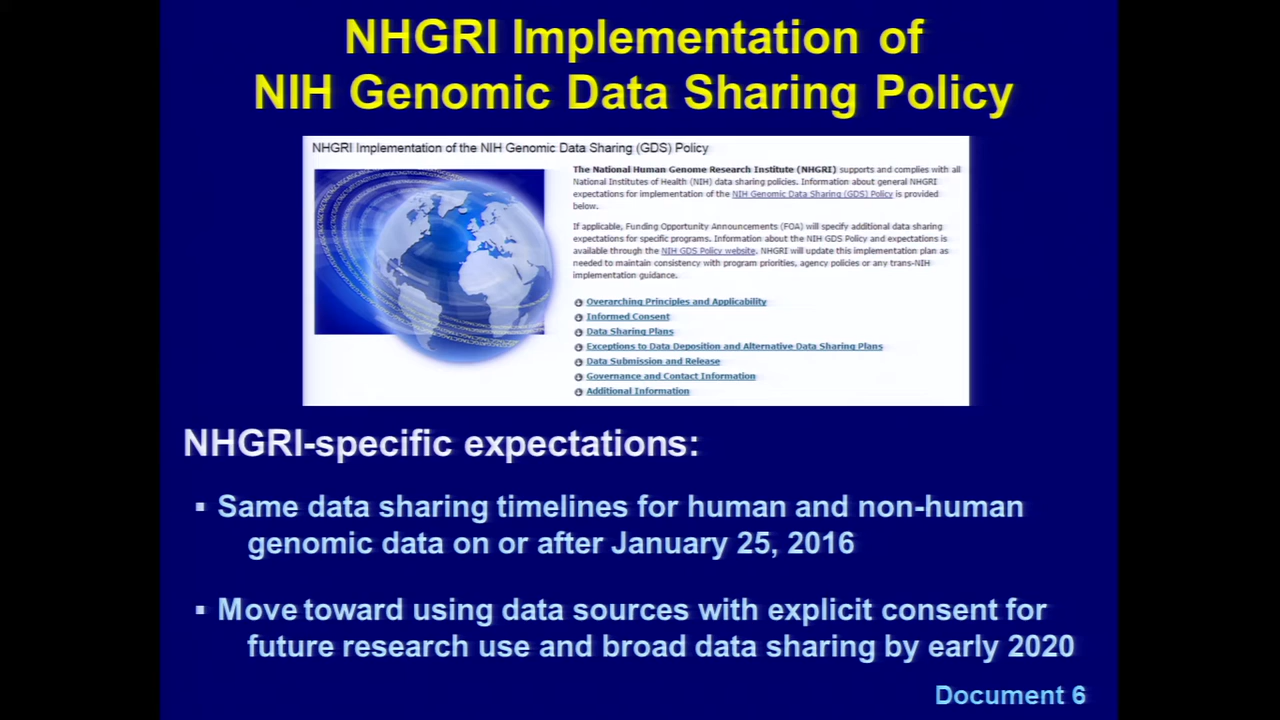 NHGRI Implementation of
NIH Genomic Data Sharing Policy
NHGRI Implementation of the NIH Genomic Data Sharing (GDS) Policy
The National Human Genome Research Institute (NHGRI) supports and complies with all
National Institutes of Health (NIH) data sharing policies. Information about general NHGRI
expectations for implementation of the NIH Genomic Data Sharing (GDS) Policy is provided
below.
If applicable, Funding Opportunity Announcements (FOA) will specify additional data sharing
expectations for specific programs. Information about the NIH GDS Policy and expectations is
available through the NIH GDS Policy website. NHGRI will update this implementation plan as
needed to maintain consistency with program priorities, agency policies or any trans-NIH
implementation guidance.
Overarching Principles and Applicability
Informed Consent
Data Sharing Plans
Exceptions to Data Deposition and Alternative Data Sharing Plans
Data Submission and Release
Governance and Contact Information
Additional Information
NHGRI-specific expectations:
▪ Same data sharing timelines for human and non-human
genomic data on or after January 25, 2016
▪ Move toward using data sources with explicit consent for
future research use and broad data sharing by early 2020
Document 6